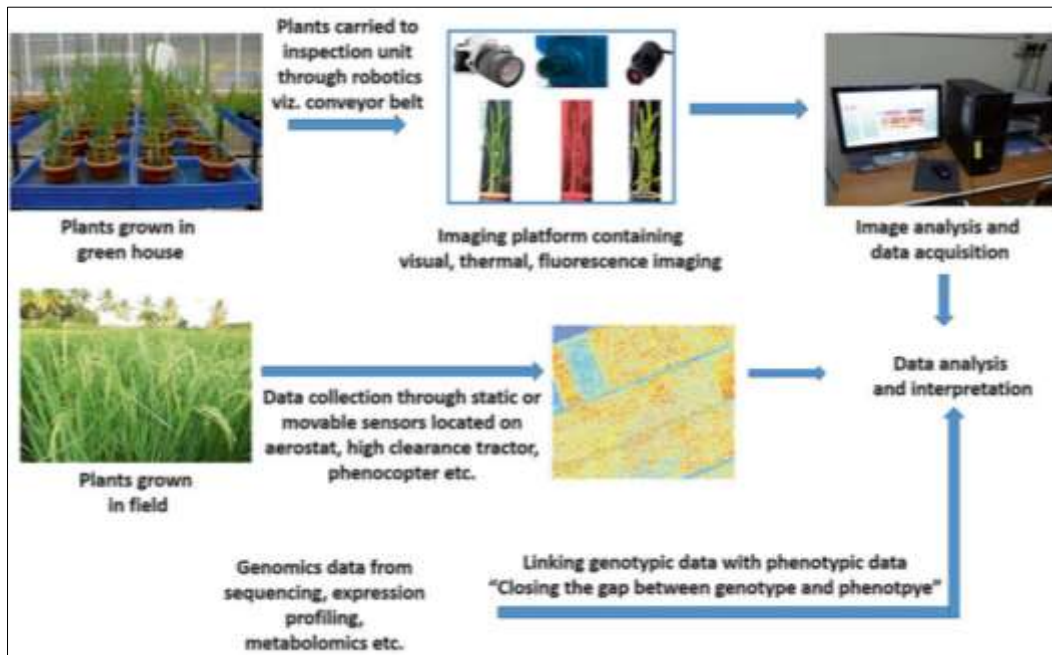 Plants carried to
inspection unit
through robotics
viz. conveyor belt
Plants grown in
green house
Imaging platform containing
visual, thermal, fluorescence imaging
Image analysis and
data acquisition
Data collection through static or
movable sensors located on
aerostat, high clearance tractor,
phenocopter etc.
Plants grown
in field
Data analysis
and interpretation
Genomics data from
sequencing, expression
profiling,
metabolomics etc.
Linking genotypic data with phenotypic data
“Closing the gap between genotype and phenotpye”